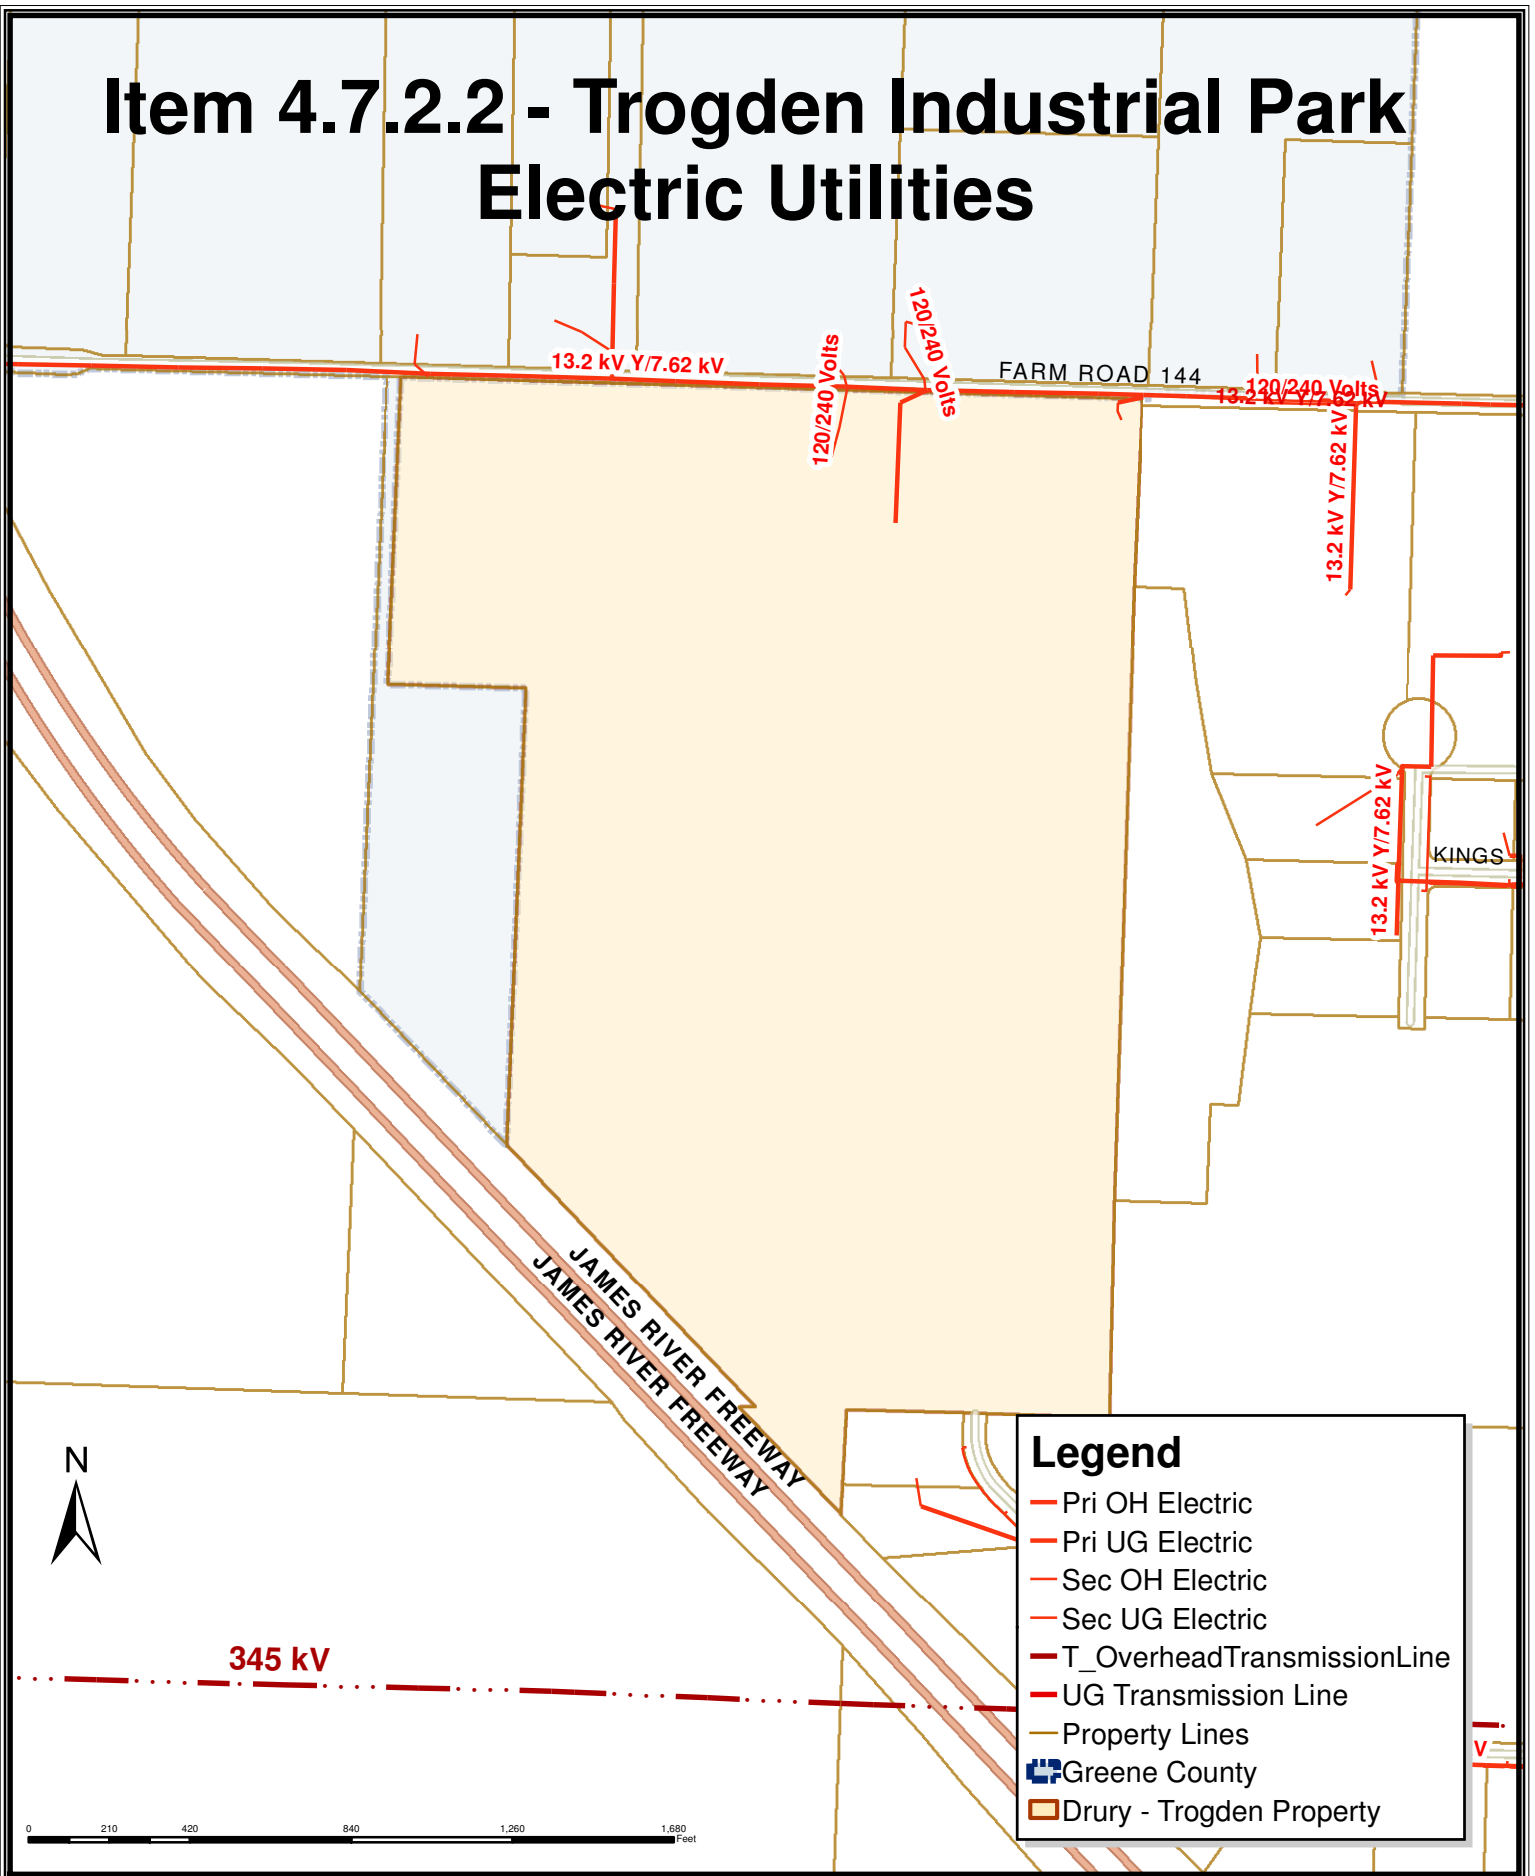 Item 4.7.2.2 - Trogden Industrial Park
Electric Utilities
13.2 kV Y/7.62 kV
120/240 Volts
120/240 Volts
FARM ROAD 144
120/240 Volts
13.2 kV Y/7.62 kV
13.2 kV Y/7.62 kV
13.2 kV Y/7.62 kV
KINGS
JAMES RIVER FREEWAY
JAMES RIVER FREEWAY
N
345 kV
Legend
Pri OH Electric
Pri UG Electric
Sec OH Electric
Sec UG Electric
T_OverheadTransmissionLine
UG Transmission Line
Property Lines
Greene County
Drury - Trogden Property
V
0 210 420 840 1,260 1,680
Feet